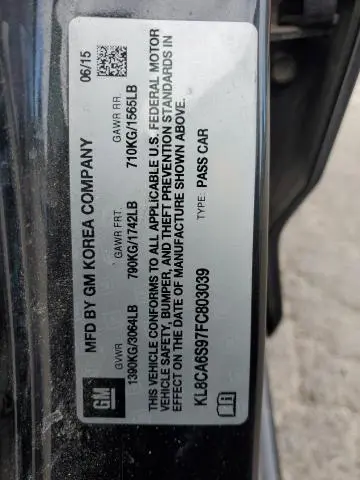 GM
MFD BY GM KOREA COMPANY 06/15
GVWR GAWR FRT. GAWR RR.
1390KG/3064LB 790KG/1742LB 710KG/1565LB
THIS VEHICLE CONFORMS TO ALL APPLICABLE U.S. FEDERAL MOTOR
VEHICLE SAFETY, BUMPER, AND THEFT PREVENTION STANDARDS IN
EFFECT ON THE DATE OF MANUFACTURE SHOWN ABOVE.
KL8CA6S97FC803039 TYPE: PASS CAR